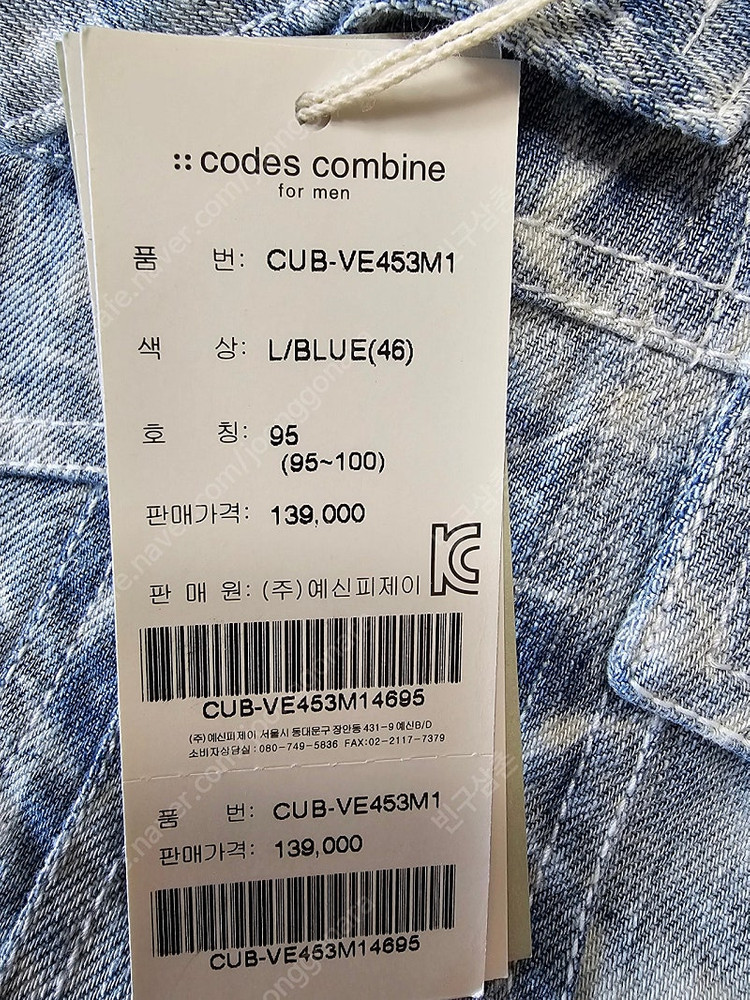 :: codes combine
for men
품 번: CUB-VE453M1
색 상: L/BLUE(46)
호 칭: 95
(95~100)
판매가격: 139,000
판 매 원: (주)예신피제이
CUB-VE453M14695
(주)예신피제이 서울시 동대문구 장안동 431-9 예신B/D
소비자상담실:080-749-5836 FAX:02-2117-7379
품 번: CUB-VE453M1
판매가격: 139,000
CUB-VE453M14695
빈구삼촌